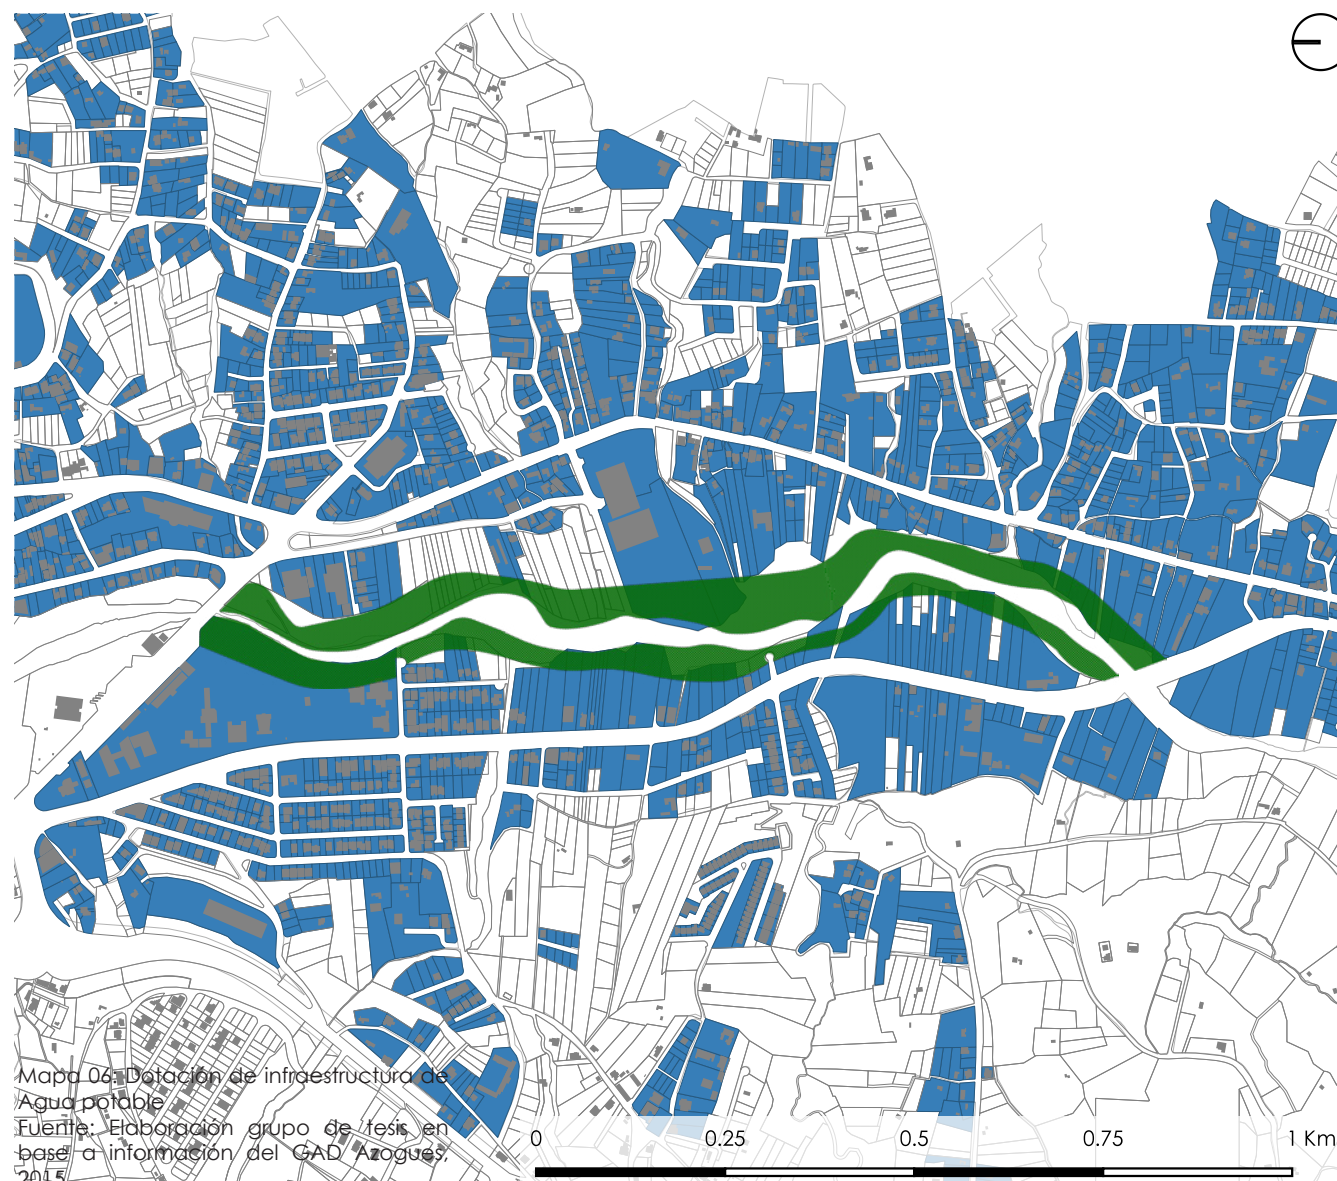 Mapa 06: Dotación de infraestructura de
Agua potable
Fuente: Elaboración grupo de tesis en
base a información del GAD Azogues,
2015
0 0.25 0.5 0.75 1 Km